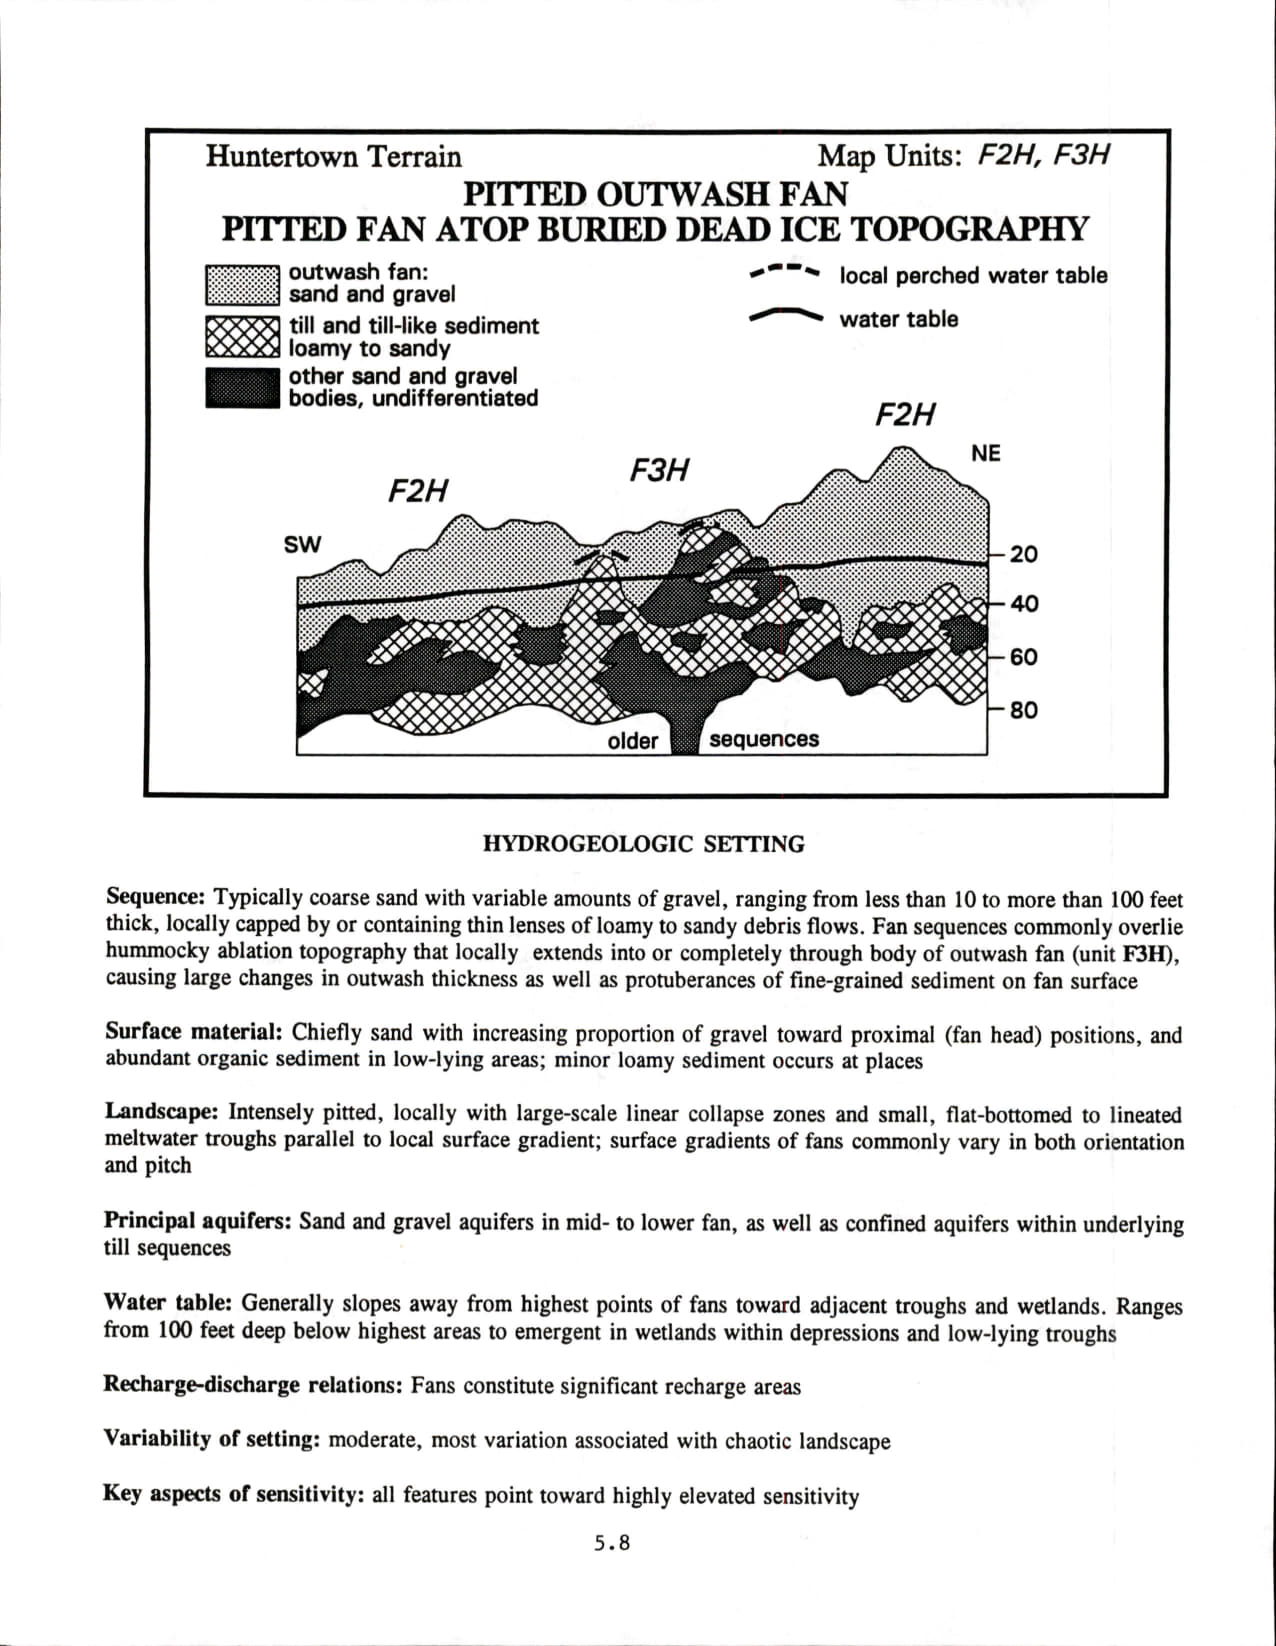 Huntertown Terrain
Map Units: F2H, F3H
PITTED OUTWASH FAN
PITTED FAN ATOP BURIED DEAD ICE TOPOGRAPHY
outwash fan:
sand and gravel
till and till-like sediment
loamy to sandy
other sand and gravel
bodies, undifferentiated
local perched water table
water table
F2H
NE
F3H
F2H
SW
20
40
60
80
older sequences
HYDROGEOLOGIC SETTING
Sequence: Typically coarse sand with variable amounts of gravel, ranging from less than 10 to more than 100 feet
thick, locally capped by or containing thin lenses of loamy to sandy debris flows. Fan sequences commonly overlie
hummocky ablation topography that locally extends into or completely through body of outwash fan (unit F3H),
causing large changes in outwash thickness as well as protuberances of fine-grained sediment on fan surface
Surface material: Chiefly sand with increasing proportion of gravel toward proximal (fan head) positions, and
abundant organic sediment in low-lying areas; minor loamy sediment occurs at places
Landscape: Intensely pitted, locally with large-scale linear collapse zones and small, flat-bottomed to lineated
meltwater troughs parallel to local surface gradient; surface gradients of fans commonly vary in both orientation
and pitch
Principal aquifers: Sand and gravel aquifers in mid- to lower fan, as well as confined aquifers within underlying
till sequences
Water table: Generally slopes away from highest points of fans toward adjacent troughs and wetlands. Ranges
from 100 feet deep below highest areas to emergent in wetlands within depressions and low-lying troughs
Recharge-discharge relations: Fans constitute significant recharge areas
Variability of setting: moderate, most variation associated with chaotic landscape
Key aspects of sensitivity: all features point toward highly elevated sensitivity
5.8